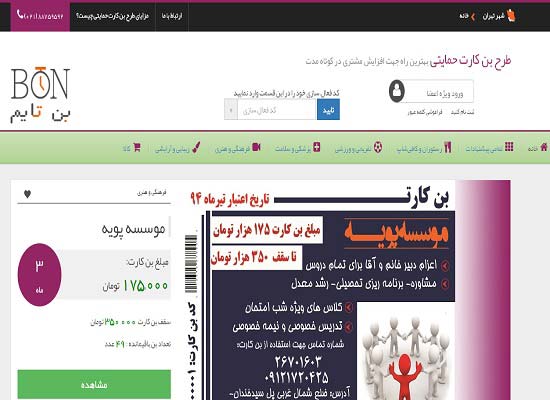 شهر تهران
خانه
ارتباط با ما
مزایای طرح بن کارت حمایتی چیست؟
طرح بن کارت حمایتی بهترین راه جهت افزایش مشتری در کوتاه مدت
BON
بن تایم
ورود ویژه اعضا
ثبت نام کنید
فراموشی کلمه عبور
کد فعال سازی خود را در این قسمت وارد نمایید
تایید
کد فعال سازی
خانه
تمامی پیشنهادات
رستوران و کافی شاپ
تفریحی و ورزشی
پزشکی و سلامت
فرهنگی و هنری
زیبایی و آرایشی
کالا
بن کارت
تاریخ اعتبار تیرماه ۹۴
موسسه پویه
مبلغ بن کارت ۱۷۵ هزار تومان
تا سقف ۳۵۰ هزار تومان
اعزام دبیر خانم و آقا برای تمام دروس
مشاوره- برنامه ریزی تحصیلی- رشد معدل
کلاس های ویژه شب امتحان
تدریس خصوصی و نیمه خصوصی
شماره تماس جهت استفاده از بن کارت:
۲۶۷۰۱۶۰۳
۰۹۱۲۱۷۲۰۴۲۵
آدرس: ضلع شمال غربی پل سیدخندان-
کد بن کارت:
فرهنگی و هنری
موسسه پویه
مبلغ بن کارت:
۱۷۵،۰۰۰ تومان
۳
ماه
سقف بن کارت ۳۵۰،۰۰۰ تومان
تعداد بن باقیمانده : ۴۹ عدد
مشاهده